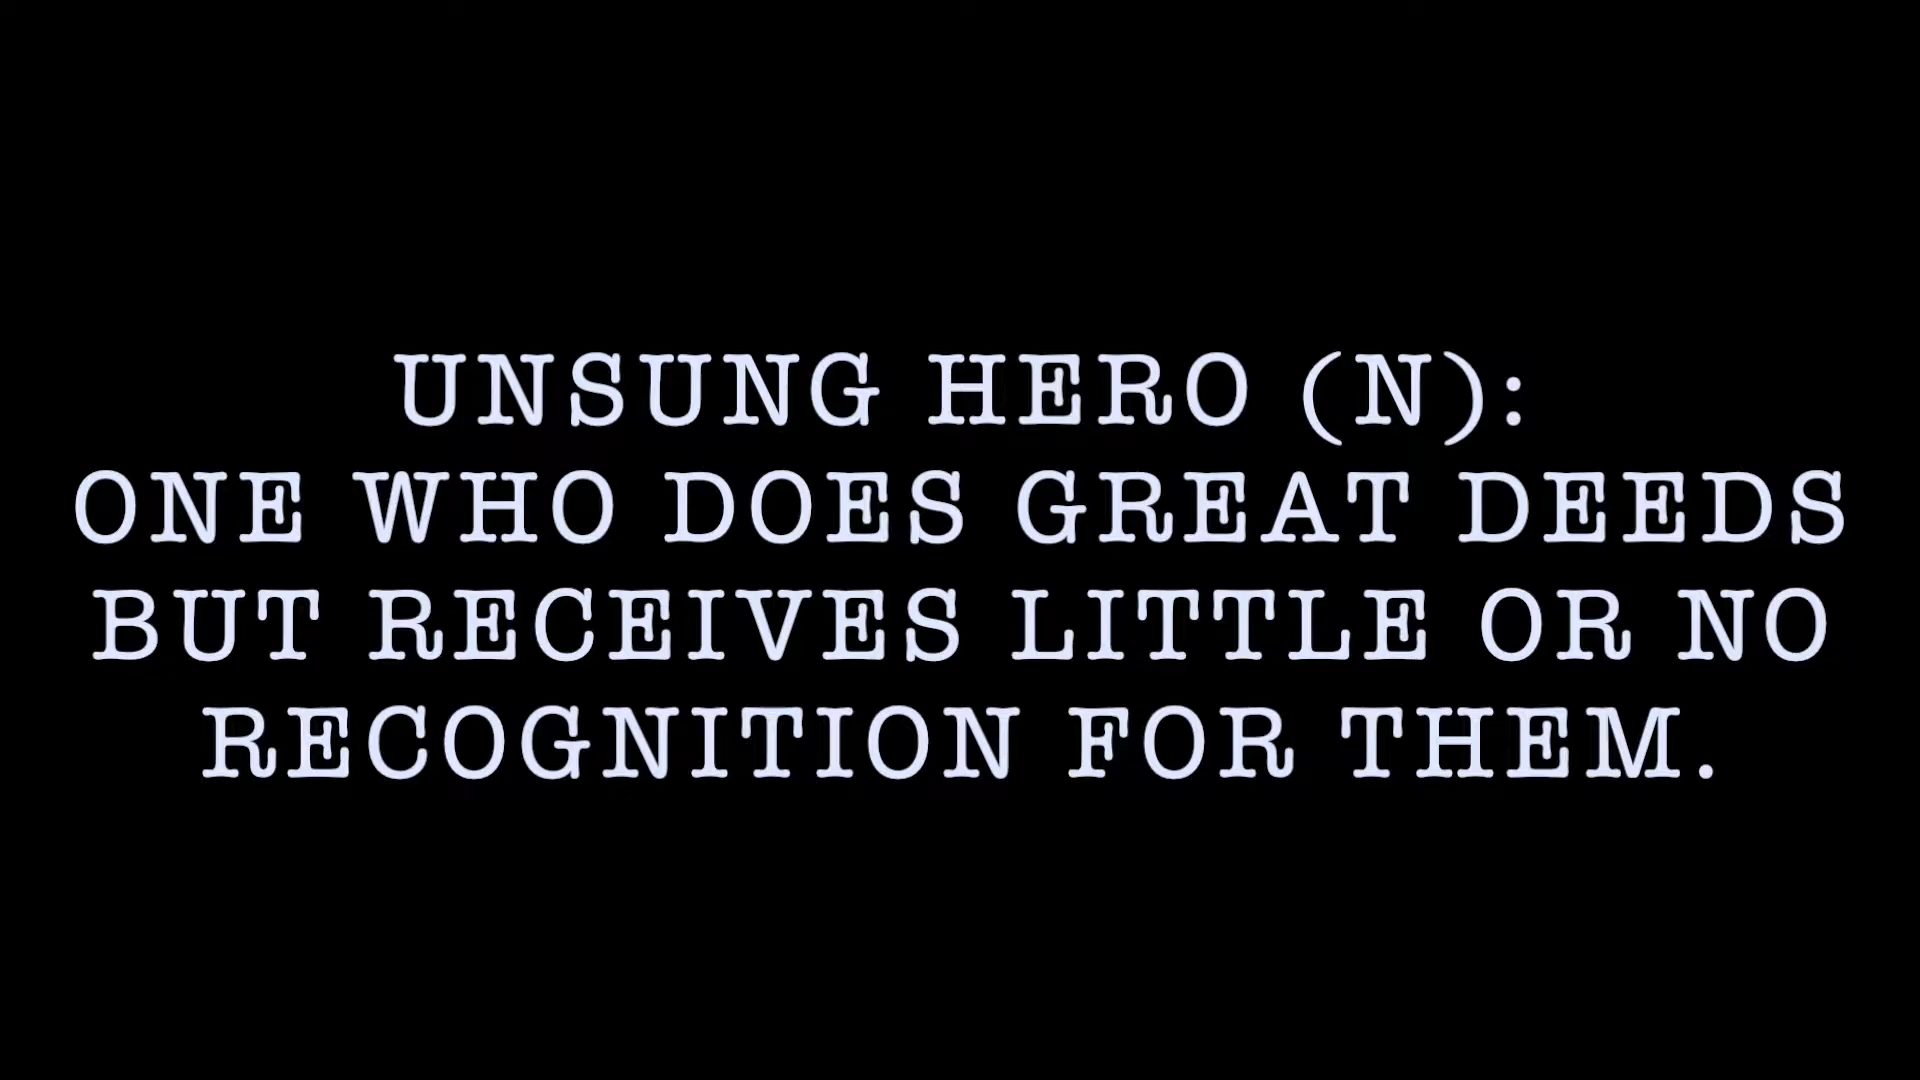 UNSUNG HERO (N):
ONE WHO DOES GREAT DEEDS
BUT RECEIVES LITTLE OR NO
RECOGNITION FOR THEM.